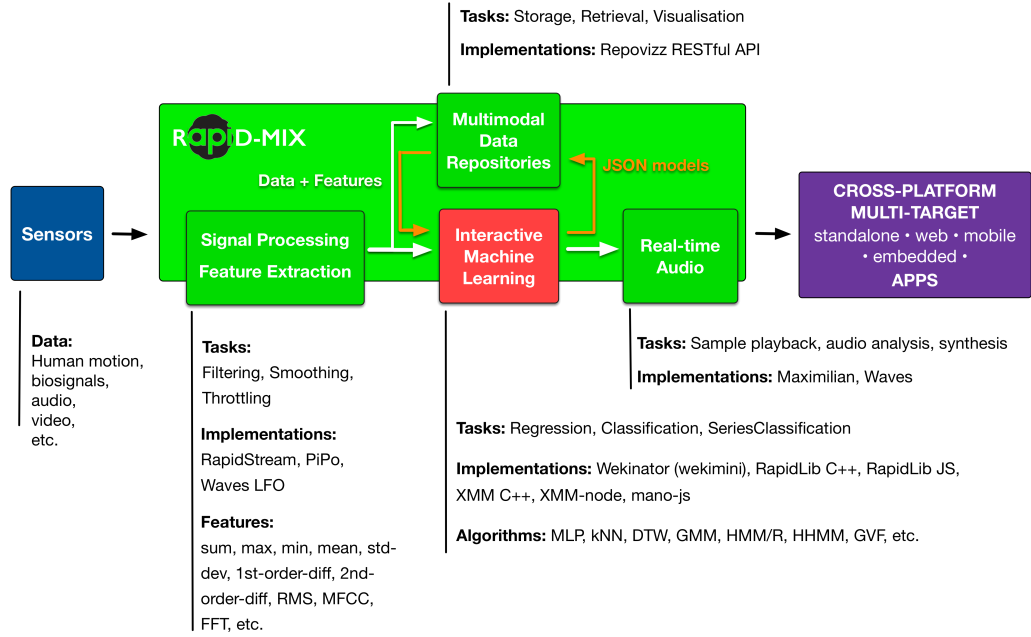 Tasks: Storage, Retrieval, Visualisation
Implementations: Repovizz RESTful API
RapiD-MIX
Multimodal
Data
Repositories
JSON models
Data + Features
Sensors
Signal Processing
Feature Extraction
Interactive
Machine
Learning
Real-time
Audio
CROSS-PLATFORM
MULTI-TARGET
standalone • web • mobile
• embedded •
APPS
Data:
Human motion,
biosignals,
audio,
video,
etc.
Tasks:
Filtering, Smoothing,
Throttling
Implementations:
RapidStream, PiPo,
Waves LFO
Features:
sum, max, min, mean, std-
dev, 1st-order-diff, 2nd-
order-diff, RMS, MFCC,
FFT, etc.
Tasks: Sample playback, audio analysis, synthesis
Implementations: Maximilian, Waves
Tasks: Regression, Classification, SeriesClassification
Implementations: Wekinator (wekimini), RapidLib C++, RapidLib JS,
XMM C++, XMM-node, mano-js
Algorithms: MLP, kNN, DTW, GMM, HMM/R, HHMM, GVF, etc.